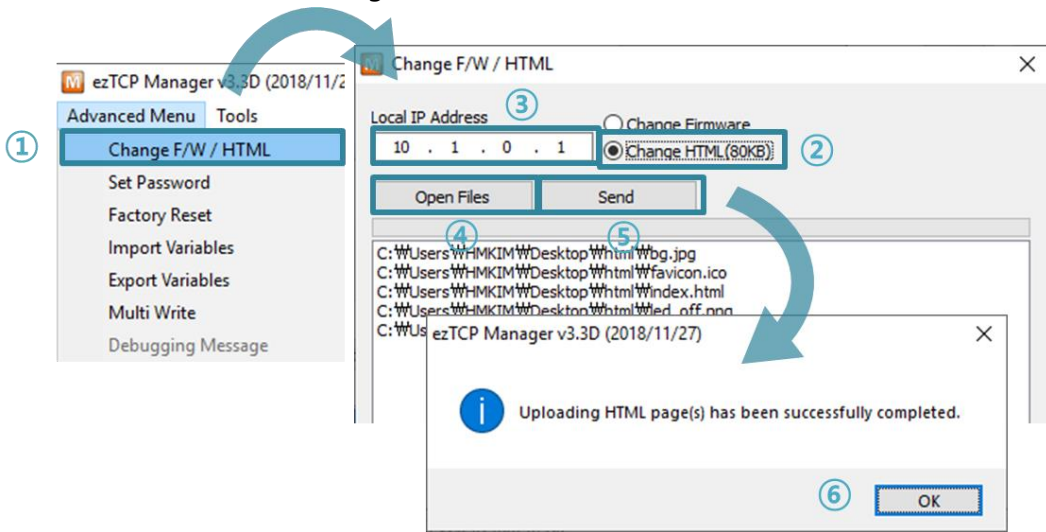 ezTCP Manager v3.3D (2018/11/2
Advanced Menu Tools
① Change F/W / HTML
Set Password
Factory Reset
Import Variables
Export Variables
Multi Write
Debugging Message
M Change F/W / HTML
Local IP Address ③
10 . 1 . 0 . 1
Change Firmware
Change HTML(80KB) ②
Open Files Send
④ ⑤
C:₩Users₩HMKIM₩Desktop₩html₩bg.jpg
C:₩Users₩HMKIM₩Desktop₩html₩favicon.ico
C:₩Users₩HMKIM₩Desktop₩html₩index.html
C:₩Users₩HMKIM₩Desktop₩html₩led_off.png
C:₩Us
ezTCP Manager v3.3D (2018/11/27)
Uploading HTML page(s) has been successfully completed.
⑥ OK